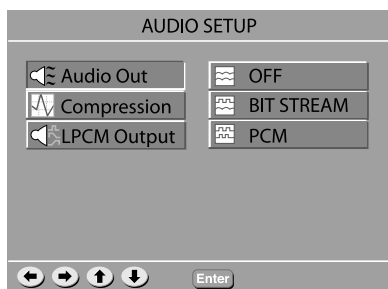 AUDIO SETUP
Audio Out
Compression
LPCM Output
OFF
BIT STREAM
PCM
Enter